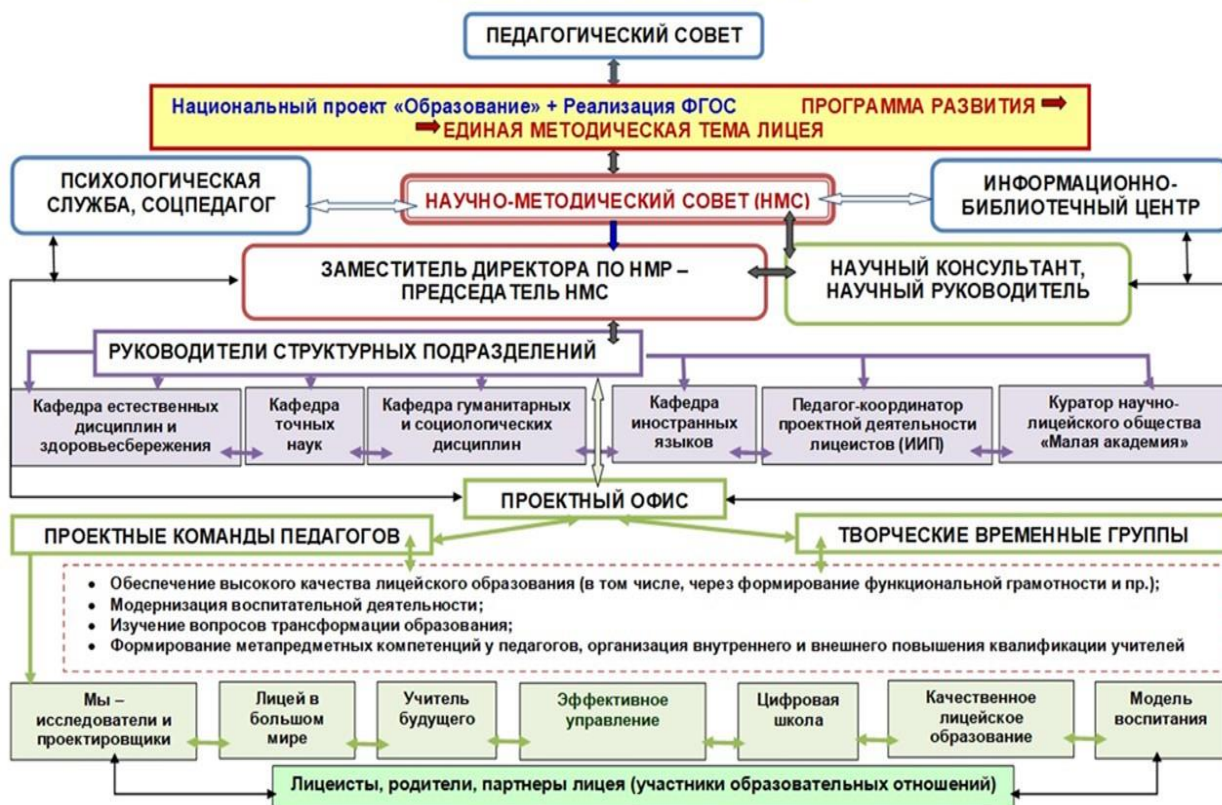 ПЕДАГОГИЧЕСКИЙ СОВЕТ
Национальный проект «Образование» + Реализация ФГОС ПРОГРАММА РАЗВИТИЯ
ЕДИНАЯ МЕТОДИЧЕСКАЯ ТЕМА ЛИЦЕЯ
ПСИХОЛОГИЧЕСКАЯ
СЛУЖБА, СОЦПЕДАГОГ
НАУЧНО-МЕТОДИЧЕСКИЙ СОВЕТ (НМС)
ИНФОРМАЦИОННО-
БИБЛИОТЕЧНЫЙ ЦЕНТР
ЗАМЕСТИТЕЛЬ ДИРЕКТОРА ПО НМР –
ПРЕДСЕДАТЕЛЬ НМС
НАУЧНЫЙ КОНСУЛЬТАНТ,
НАУЧНЫЙ РУКОВОДИТЕЛЬ
РУКОВОДИТЕЛИ СТРУКТУРНЫХ ПОДРАЗДЕЛЕНИЙ
Кафедра естественных
дисциплин и
здоровьесбережения
Кафедра
точных
наук
Кафедра гуманитарных
и социологических
дисциплин
Кафедра
иностранных
языков
Педагог-координатор
проектной деятельности
лицеистов (ИИП)
Куратор научно-
лицейского общества
«Малая академия»
ПРОЕКТНЫЙ ОФИС
ПРОЕКТНЫЕ КОМАНДЫ ПЕДАГОГОВ
ТВОРЧЕСКИЕ ВРЕМЕННЫЕ ГРУППЫ
• Обеспечение высокого качества лицейского образования (в том числе, через формирование функциональной грамотности и пр.);
• Модернизация воспитательной деятельности;
• Изучение вопросов трансформации образования;
• Формирование метапредметных компетенций у педагогов, организация внутреннего и внешнего повышения квалификации учителей
Мы –
исследователи и
проектировщики
Лицей в
большом
мире
Учитель
будущего
Эффективное
управление
Цифровая
школа
Качественное
лицейское
образование
Модель
воспитания
Лицеисты, родители, партнеры лицея (участники образовательных отношений)